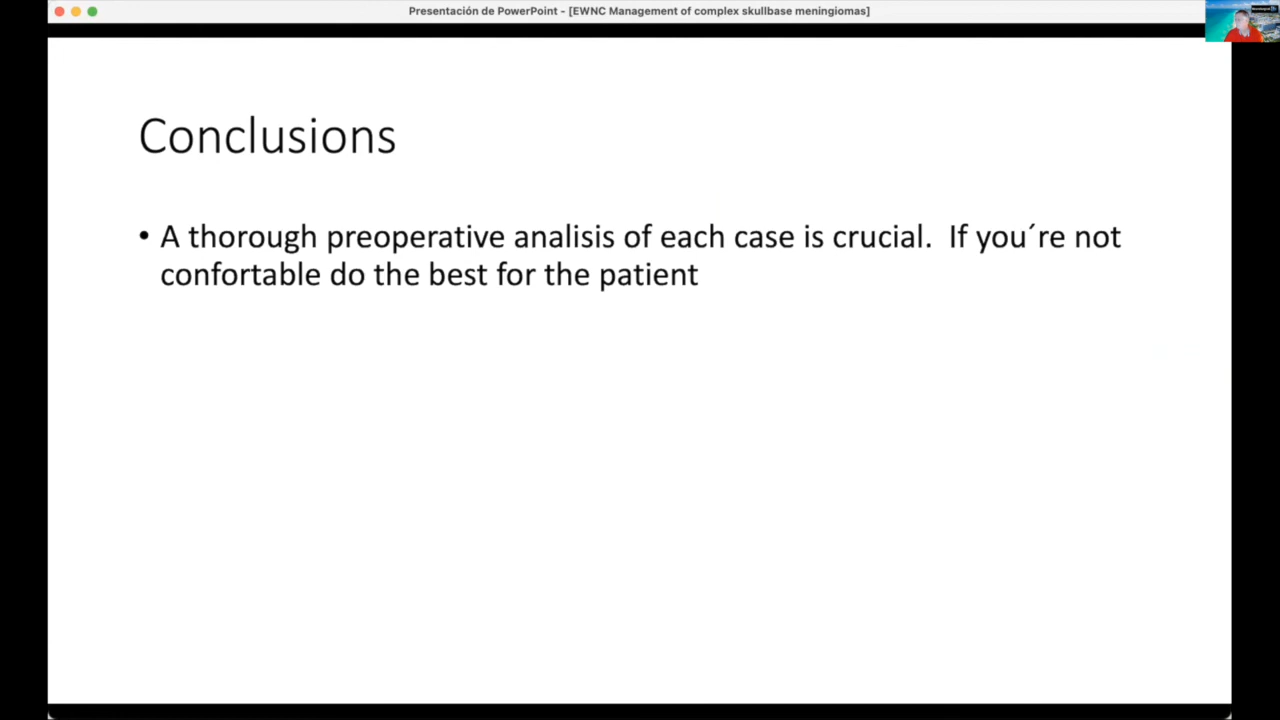 Presentación de PowerPoint - [EWNC Management of complex skullbase meningiomas]
Conclusions
• A thorough preoperative analisis of each case is crucial.  If you´re not
confortable do the best for the patient